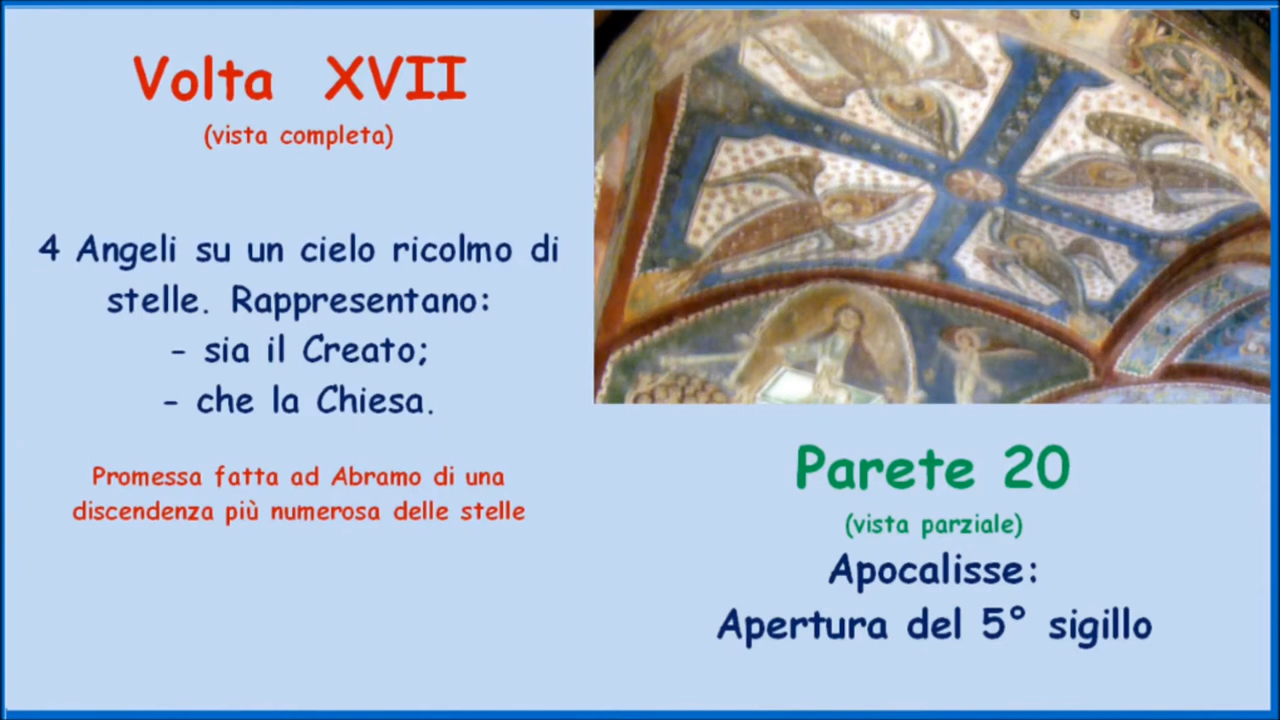 Volta XVII
(vista completa)
4 Angeli su un cielo ricolmo di
stelle. Rappresentano:
- sia il Creato;
- che la Chiesa.
Promessa fatta ad Abramo di una
discendenza più numerosa delle stelle
Parete 20
(vista parziale)
Apocalisse:
Apertura del 5° sigillo